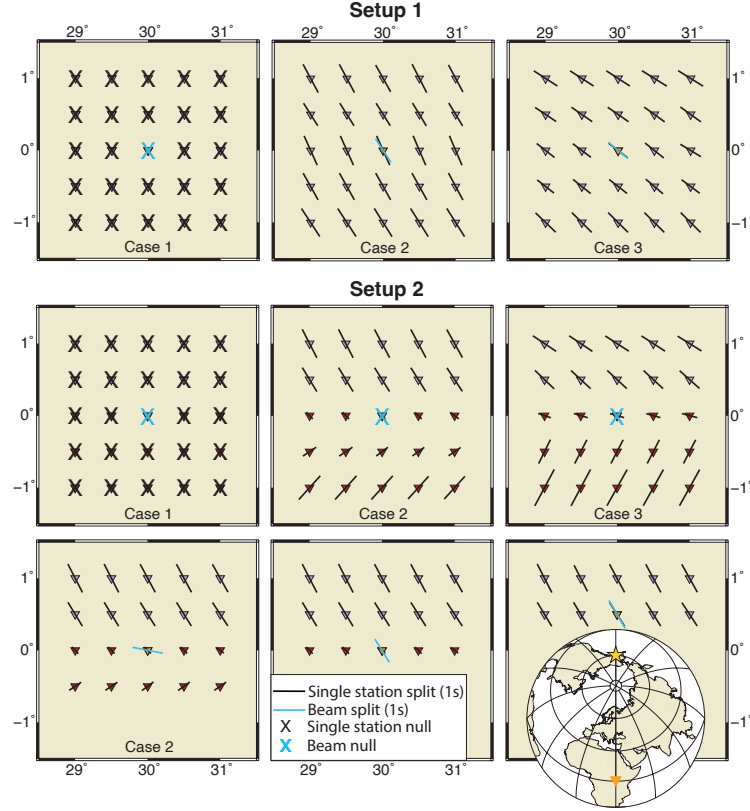 Setup 1
29° 30° 31° 29° 30° 31° 29° 30° 31°
1° 1°
0° 0°
−1° −1°
Case 1 Case 2 Case 3
Setup 2
1° 1°
0° 0°
−1° −1°
Case 1 Case 2 Case 3
1° 1°
0° 0°
−1° −1°
Case 2
Single station split (1s)
Beam split (1s)
X Single station null
X Beam null
29° 30° 31° 29° 30° 31° 29° 30° 31°